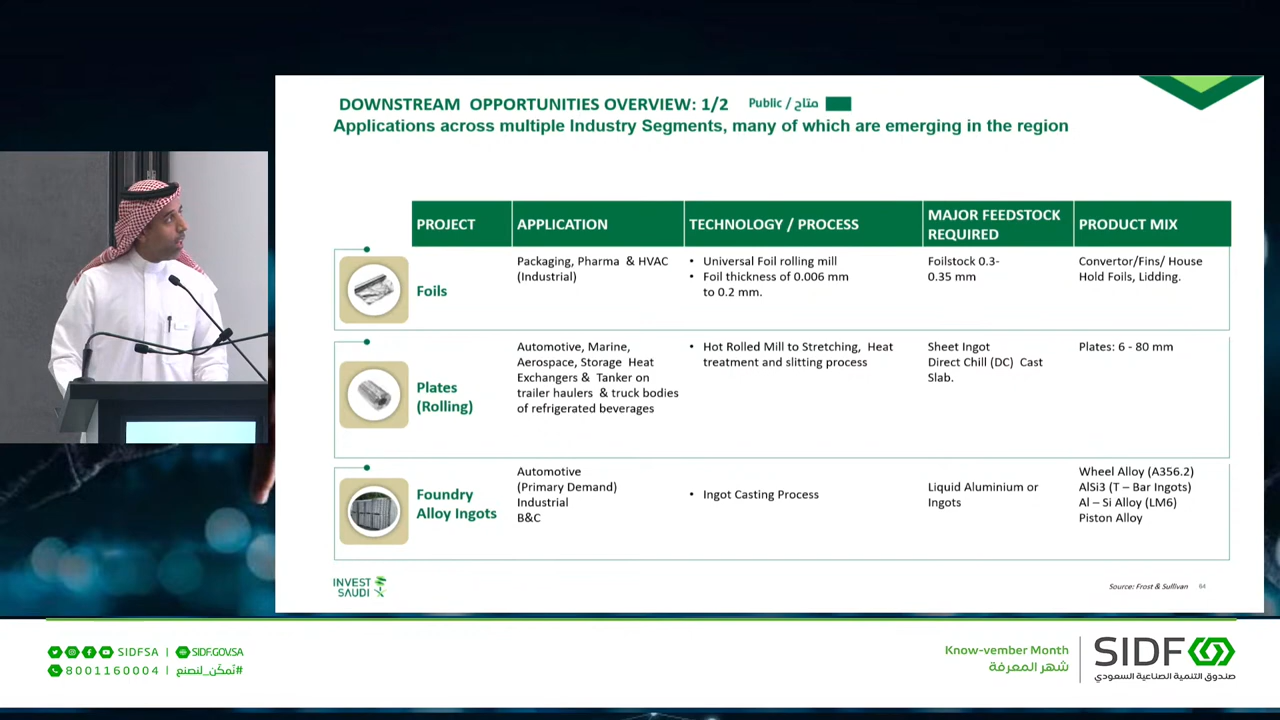 DOWNSTREAM OPPORTUNITIES OVERVIEW: 1/2
Public / متاح
Applications across multiple Industry Segments, many of which are emerging in the region
PROJECT
APPLICATION
TECHNOLOGY / PROCESS
MAJOR FEEDSTOCK
REQUIRED
PRODUCT MIX
Foils
Packaging, Pharma & HVAC
(Industrial)
• Universal Foil rolling mill
• Foil thickness of 0.006 mm
to 0.2 mm.
Foilstock 0.3-
0.35 mm
Convertor/Fins/ House
Hold Foils, Lidding.
Plates
(Rolling)
Automotive, Marine,
Aerospace, Storage Heat
Exchangers & Tanker on
trailer haulers & truck bodies
of refrigerated beverages
• Hot Rolled Mill to Stretching, Heat
treatment and slitting process
Sheet Ingot
Direct Chill (DC) Cast
Slab.
Plates: 6 - 80 mm
Foundry
Alloy Ingots
Automotive
(Primary Demand)
Industrial
B&C
• Ingot Casting Process
Liquid Aluminium or
Ingots
Wheel Alloy (A356.2)
AlSi3 (T – Bar Ingots)
Al – Si Alloy (LM6)
Piston Alloy
INVEST
SAUDI
Source: Frost & Sullivan 64
SIDFSA | SIDF.GOV.SA
8001160004 | #نُمكّن_لنصنع
Know-vember Month
شهر المعرفة
SIDF
صندوق التنمية الصناعية السعودي